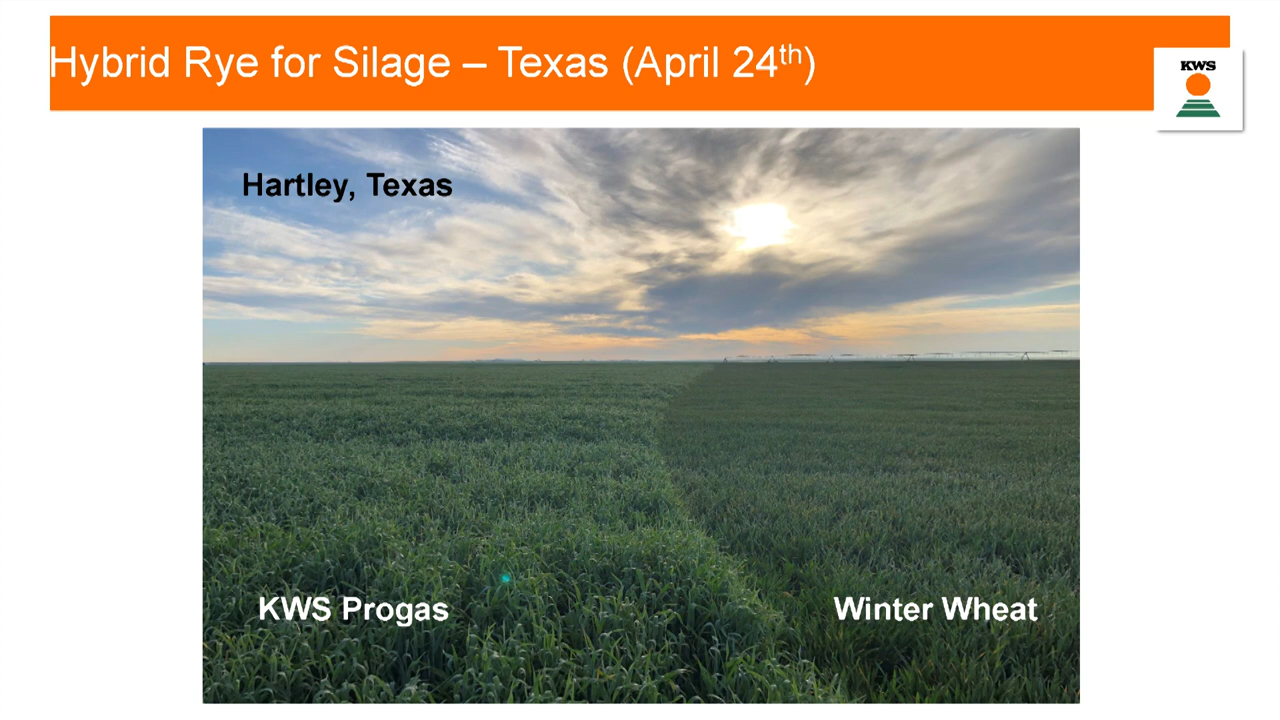 Hybrid Rye for Silage – Texas (April 24th)
KWS
Hartley, Texas
KWS Progas
Winter Wheat